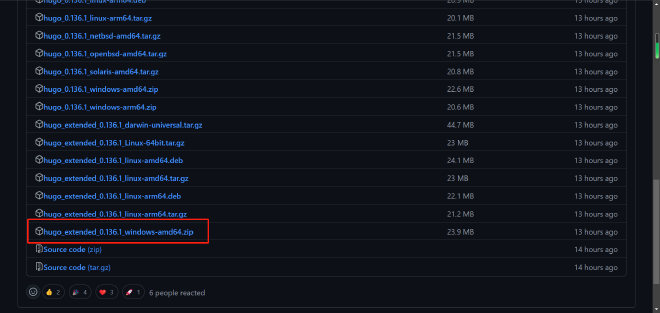 hugo_0.136.1_linux-arm64.deb 20.5 MB 13 hours ago
hugo_0.136.1_linux-arm64.tar.gz 20.1 MB 13 hours ago
hugo_0.136.1_netbsd-amd64.tar.gz 21.5 MB 13 hours ago
hugo_0.136.1_openbsd-amd64.tar.gz 21.5 MB 13 hours ago
hugo_0.136.1_solaris-amd64.tar.gz 20.8 MB 13 hours ago
hugo_0.136.1_windows-amd64.zip 22.6 MB 13 hours ago
hugo_0.136.1_windows-arm64.zip 20.6 MB 13 hours ago
hugo_extended_0.136.1_darwin-universal.tar.gz 44.7 MB 13 hours ago
hugo_extended_0.136.1_Linux-64bit.tar.gz 23 MB 13 hours ago
hugo_extended_0.136.1_linux-amd64.deb 24.1 MB 13 hours ago
hugo_extended_0.136.1_linux-amd64.tar.gz 23 MB 13 hours ago
hugo_extended_0.136.1_linux-arm64.deb 22.1 MB 13 hours ago
hugo_extended_0.136.1_linux-arm64.tar.gz 21.2 MB 13 hours ago
hugo_extended_0.136.1_windows-amd64.zip 23.9 MB 13 hours ago
Source code (zip) 14 hours ago
Source code (tar.gz) 14 hours ago
👍 2 🎉 4 ❤️ 3 🚀 1 6 people reacted